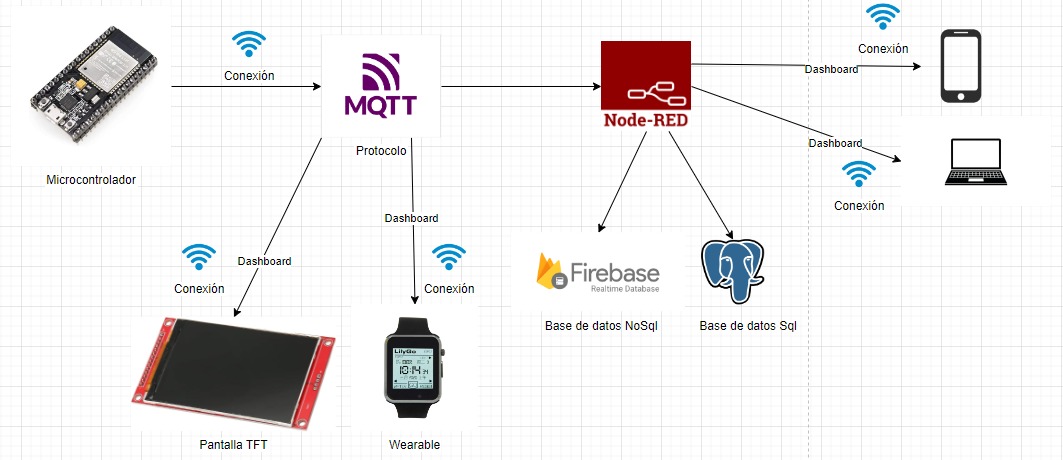 Conexión
MQTT
Protocolo
Microcontrolador
Node-RED
Conexión
Dashboard
Dashboard
Conexión
Dashboard
Conexión
Dashboard
Conexión
Firebase
Realtime Database
Base de datos NoSql
Base de datos Sql
LilyGo
10:14
Pantalla TFT
Wearable